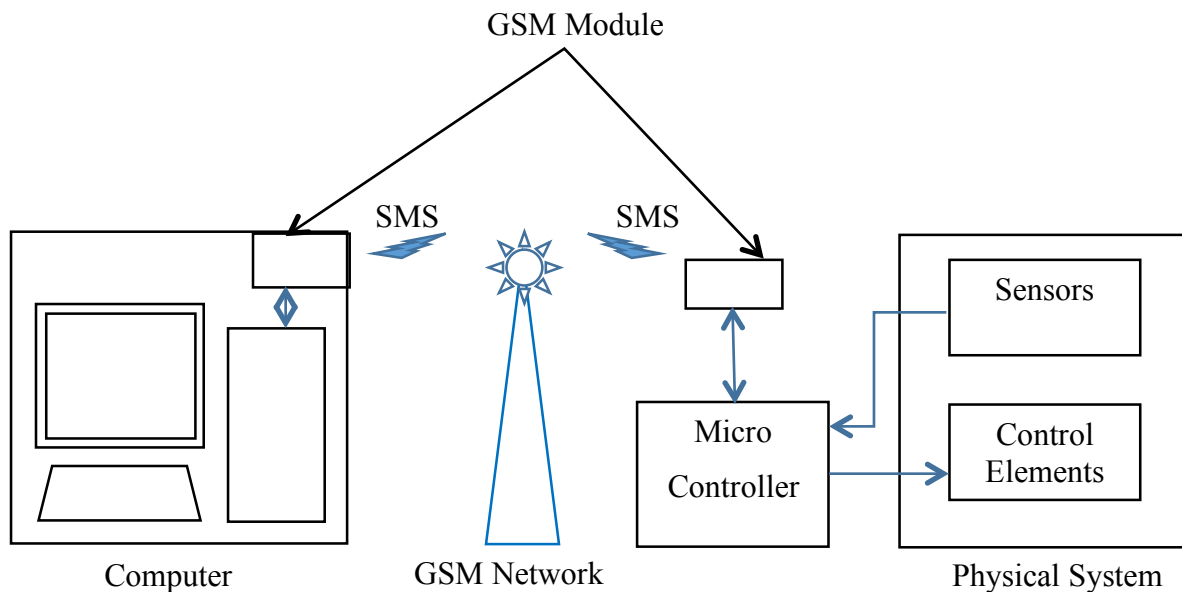 GSM Module
SMS
SMS
Sensors
Micro
Controller
Control
Elements
Computer
GSM Network
Physical System